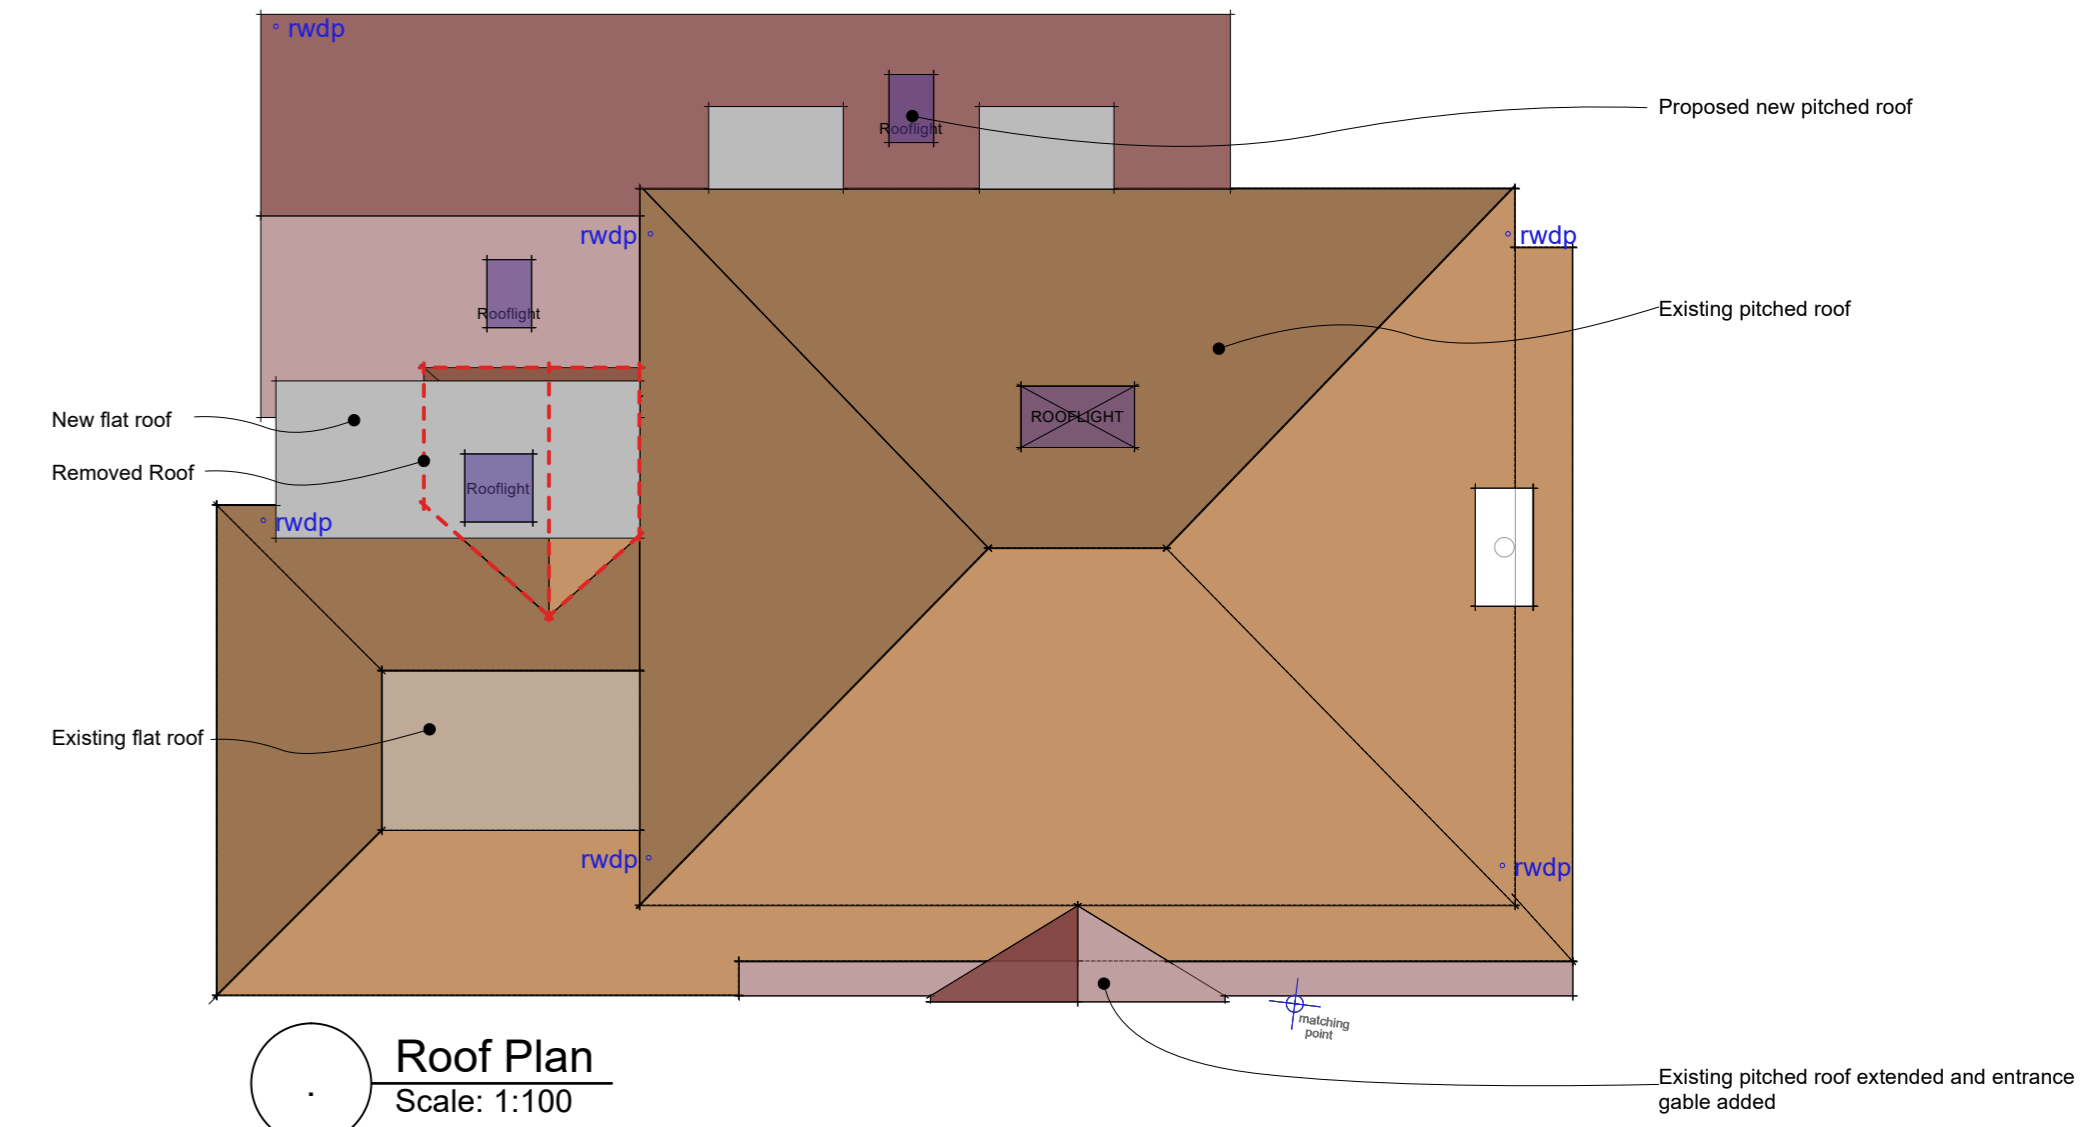 rwdp
Proposed new pitched roof
Rooflight
rwdp
rwdp
Rooflight
Existing pitched roof
ROOFLIGHT
New flat roof
Removed Roof
Rooflight
rwdp
Existing flat roof
rwdp
rwdp
matching
point
Roof Plan
Scale: 1:100
Existing pitched roof extended and entrance
gable added